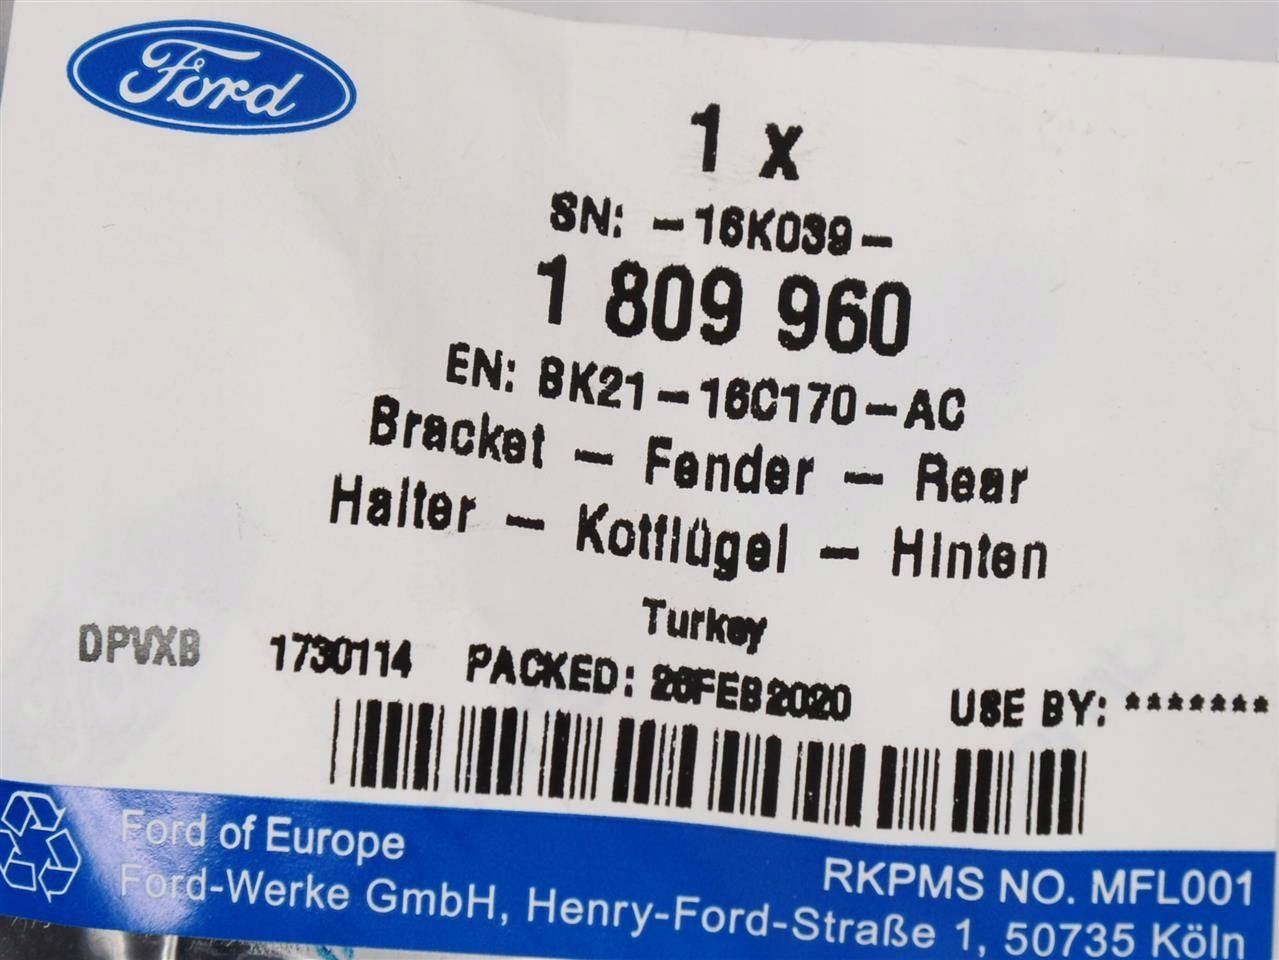 Ford
1 x
SN: -16K039-
1 809 960
EN: BK21-16C170-AC
Bracket - Fender - Rear
Halter - Kotflügel - Hinten
Turkey
DPVXB 1730114 PACKED: 26FEB2020 USE BY: *******
Ford of Europe
RKPMS NO. MFL001
Ford-Werke GmbH, Henry-Ford-Straße 1, 50735 Köln